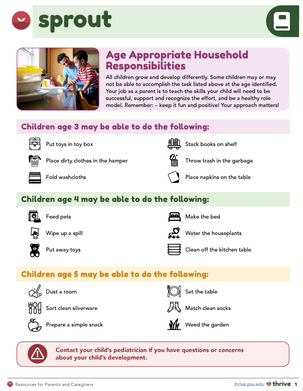 sprout
Age Appropriate Household
Responsibilities
All children grow and develop differently. Some children may or may
not be able to accomplish the task listed above at the age identified.
Your job as a parent is to teach the skills your child will need to be
successful, support and recognize the effort, and be a healthy role
model. Remember: – keep it fun and positive! Your approach matters!
Children age 3 may be able to do the following:
Put toys in toy box
Stack books on shelf
Place dirty clothes in the hamper
Throw trash in the garbage
Fold washcloths
Place napkins on the table
Children age 4 may be able to do the following:
Feed pets
Make the bed
Wipe up a spill
Water the houseplants
Put away toys
Clean off the kitchen table
Children age 5 may be able to do the following:
Dust a room
Set the table
Sort clean silverware
Match clean socks
Prepare a simple snack
Weed the garden
Contact your child's pediatrician if you have questions or concerns
about your child's development.
Resources for Parents and Caregivers
thrive.psu.edu
thrive
1